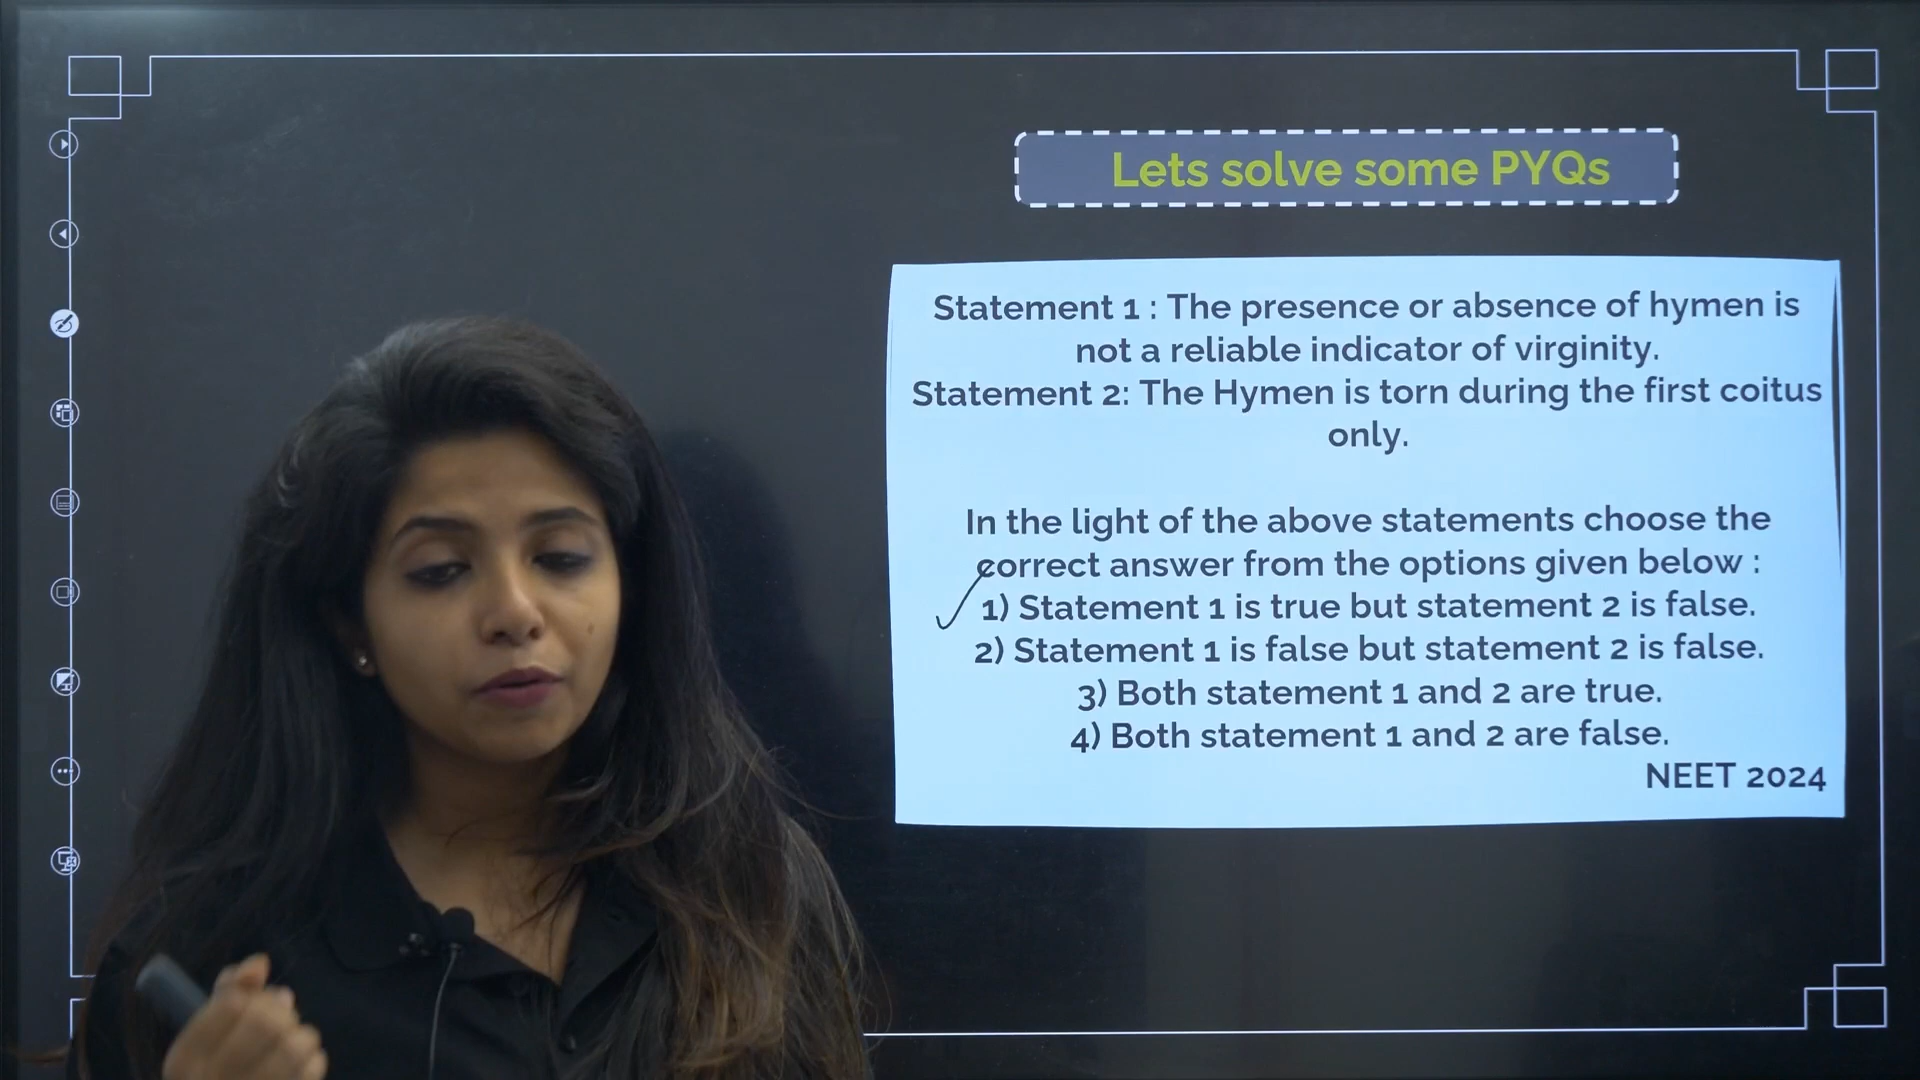 Lets solve some PYQs
Statement 1 : The presence or absence of hymen is
not a reliable indicator of virginity.
Statement 2: The Hymen is torn during the first coitus
only.
In the light of the above statements choose the
correct answer from the options given below :
1) Statement 1 is true but statement 2 is false.
2) Statement 1 is false but statement 2 is false.
3) Both statement 1 and 2 are true.
4) Both statement 1 and 2 are false.
NEET 2024